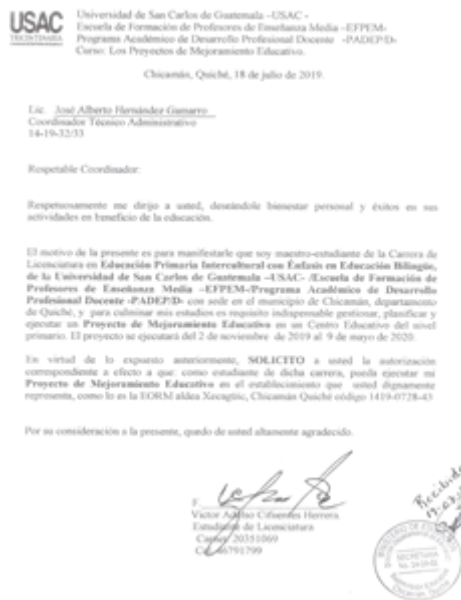 USAC
TRICENTENARIA
Universidad de San Carlos de Guatemala –USAC -
Escuela de Formación de Profesores de Enseñanza Media –EFPEM-
Programa Académico de Desarrollo Profesional Docente -PADEP/D-
Curso: Los Proyectos de Mejoramiento Educativo.
Chicamán, Quiché, 18 de julio de 2019.
Lic. José Alberto Hernández Gamarro
Coordinador Técnico Administrativo
14-19-32/33
Respetable Coordinador:
Respetuosamente me dirijo a usted, deseándole bienestar personal y éxitos en sus
actividades en beneficio de la educación.
El motivo de la presente es para manifestarle que soy maestro-estudiante de la Carrera de
Licenciatura en Educación Primaria Intercultural con Énfasis en Educación Bilingüe,
de la Universidad de San Carlos de Guatemala –USAC- /Escuela de Formación de
Profesores de Enseñanza Media –EFPEM-/Programa Académico de Desarrollo
Profesional Docente -PADEP/D- con sede en el municipio de Chicamán, departamento
de Quiché, y para culminar mis estudios es requisito indispensable gestionar, planificar y
ejecutar un Proyecto de Mejoramiento Educativo en un Centro Educativo del nivel
primario. El proyecto se ejecutará del 2 de noviembre de 2019 al 9 de mayo de 2020.
En virtud de lo expuesto anteriormente, SOLICITO a usted la autorización
correspondiente a efecto a que: como estudiante de dicha carrera, pueda ejecutar mi
Proyecto de Mejoramiento Educativo en el establecimiento que usted dignamente
representa, como lo es la EORM aldea Xocagtiic, Chicamán Quiché código 1419-0728-43
Por su consideración a la presente, quedo de usted altamente agradecido.
F.
Víctor Cifuentes Herrera
Estudiante de Licenciatura
Carné: 20351069
46791799
Recibido
SECRETARIA